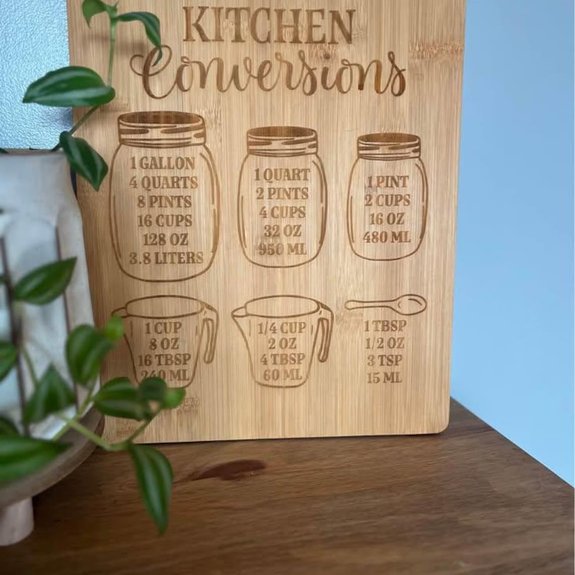 KITCHEN
Conversions
1 GALLON
4 QUARTS
8 PINTS
16 CUPS
128 OZ
3.8 LITERS
1 QUART
2 PINTS
4 CUPS
32 OZ
950 ML
1 PINT
2 CUPS
16 OZ
480 ML
1 CUP
8 OZ
16 TBSP
240 ML
1/4 CUP
2 OZ
4 TBSP
60 ML
1 TBSP
1/2 OZ
3 TSP
15 ML